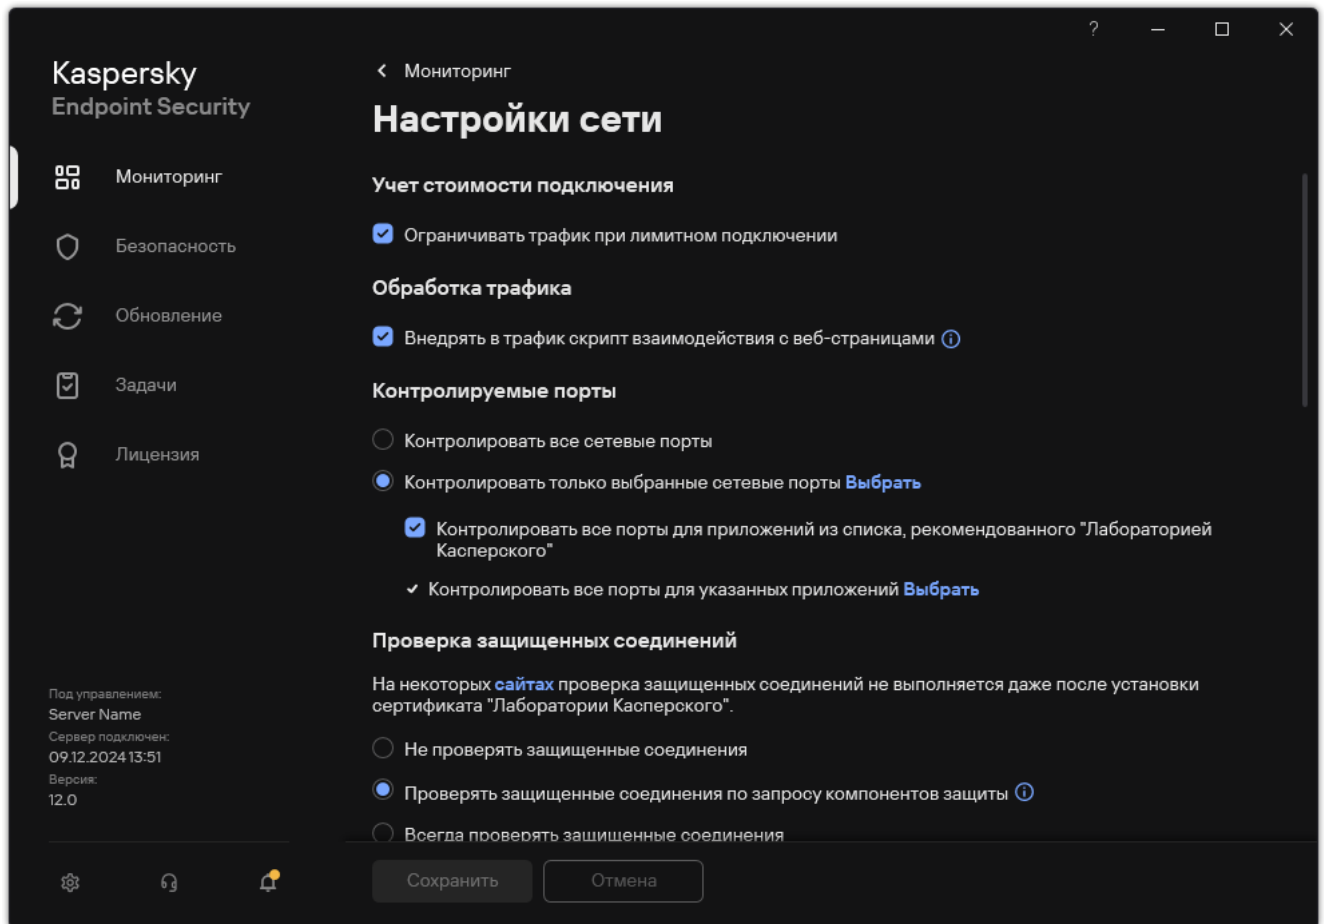 ?
Kaspersky
Endpoint Security
Мониторинг
Безопасность
Обновление
Задачи
Лицензия
Под управлением:
Server Name
Сервер подключен:
09.12.2024 13:51
Версия:
12.0
Мониторинг
Настройки сети
Учет стоимости подключения
Ограничивать трафик при лимитном подключении
Обработка трафика
Внедрять в трафик скрипт взаимодействия с веб-страницами
Контролируемые порты
Контролировать все сетевые порты
Контролировать только выбранные сетевые порты Выбрать
Контролировать все порты для приложений из списка, рекомендованного "Лабораторией
Касперского"
Контролировать все порты для указанных приложений Выбрать
Проверка защищенных соединений
На некоторых сайтах проверка защищенных соединений не выполняется даже после установки
сертификата "Лаборатории Касперского".
Не проверять защищенные соединения
Проверять защищенные соединения по запросу компонентов защиты
Всегда проверять защищенные соединения
Сохранить
Отмена